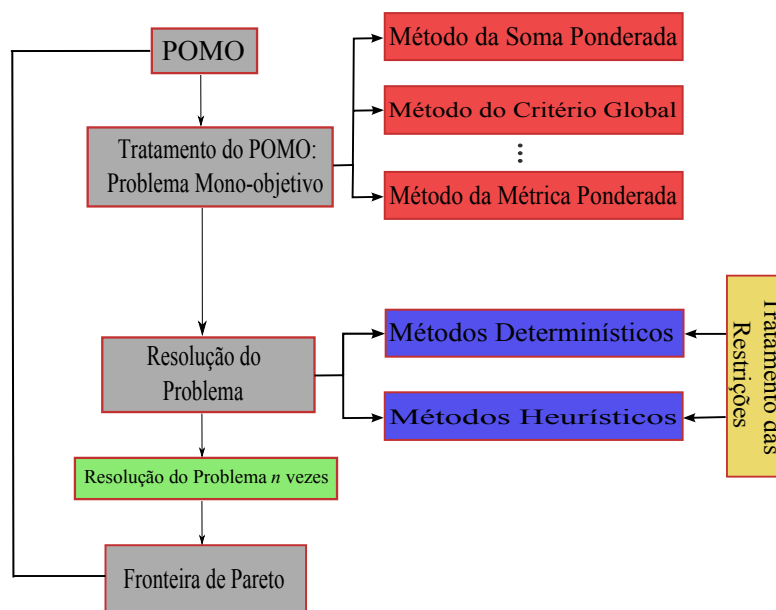 POMO
Método da Soma Ponderada
Método do Critério Global
...
Tratamento do POMO:
Problema Mono-objetivo
Método da Métrica Ponderada
Métodos Determinísticos
Resolução do
Problema
Métodos Heurísticos
Tratamento das
Restrições
Resolução do Problema n vezes
Fronteira de Pareto